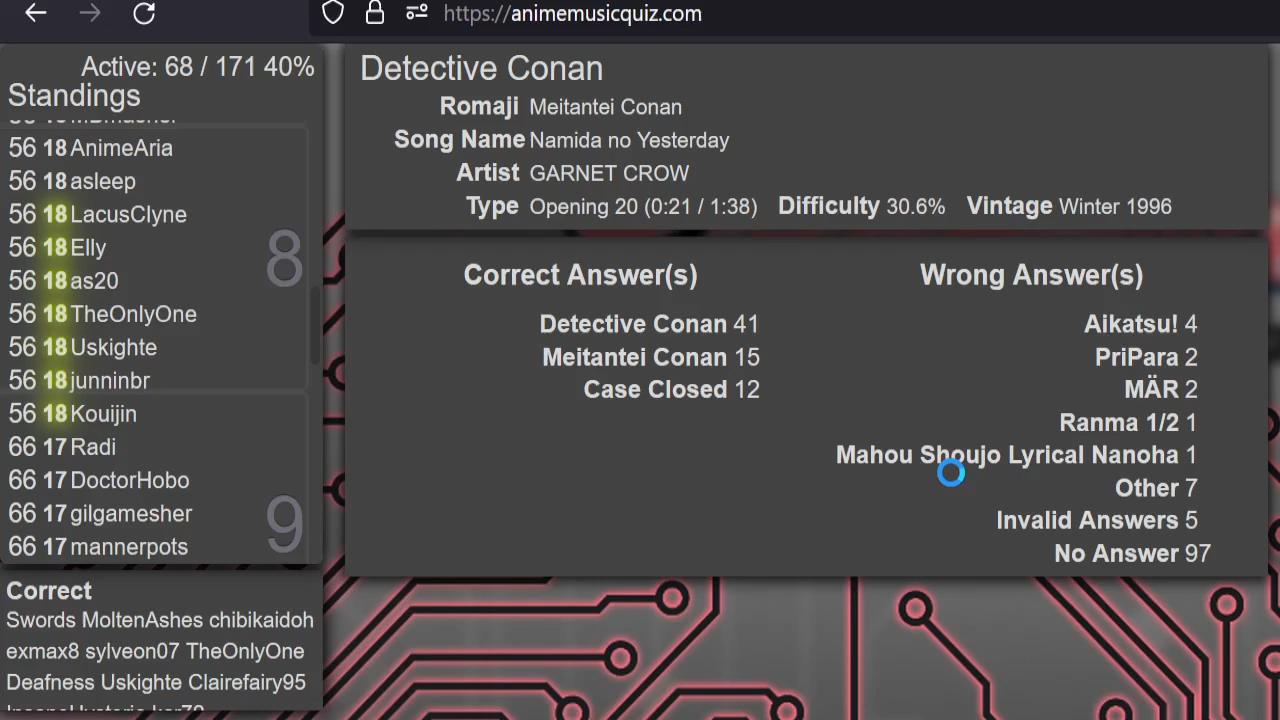 https://animemusicquiz.com
Active: 68 / 171 40%
Standings
56 18 AnimeAria
56 18 asleep
56 18 LacusClyne
56 18 Elly
8
56 18 as20
56 18 TheOnlyOne
56 18 Uskighte
56 18 junninbr
56 18 Kouijin
66 17 Radi
66 17 DoctorHobo
66 17 gilgamesher
9
66 17 mannerpots
Correct
Swords MoltenAshes chibikaidoh
exmax8 sylveon07 TheOnlyOne
Deafness Uskighte Clairefairy95
Detective Conan
Romaji Meitantei Conan
Song Name Namida no Yesterday
Artist GARNET CROW
Type Opening 20 (0:21 / 1:38) Difficulty 30.6% Vintage Winter 1996
Correct Answer(s)
Detective Conan 41
Meitantei Conan 15
Case Closed 12
Wrong Answer(s)
Aikatsu! 4
PriPara 2
MÄR 2
Ranma 1/2 1
Mahou Shoujo Lyrical Nanoha 1
Other 7
Invalid Answers 5
No Answer 97